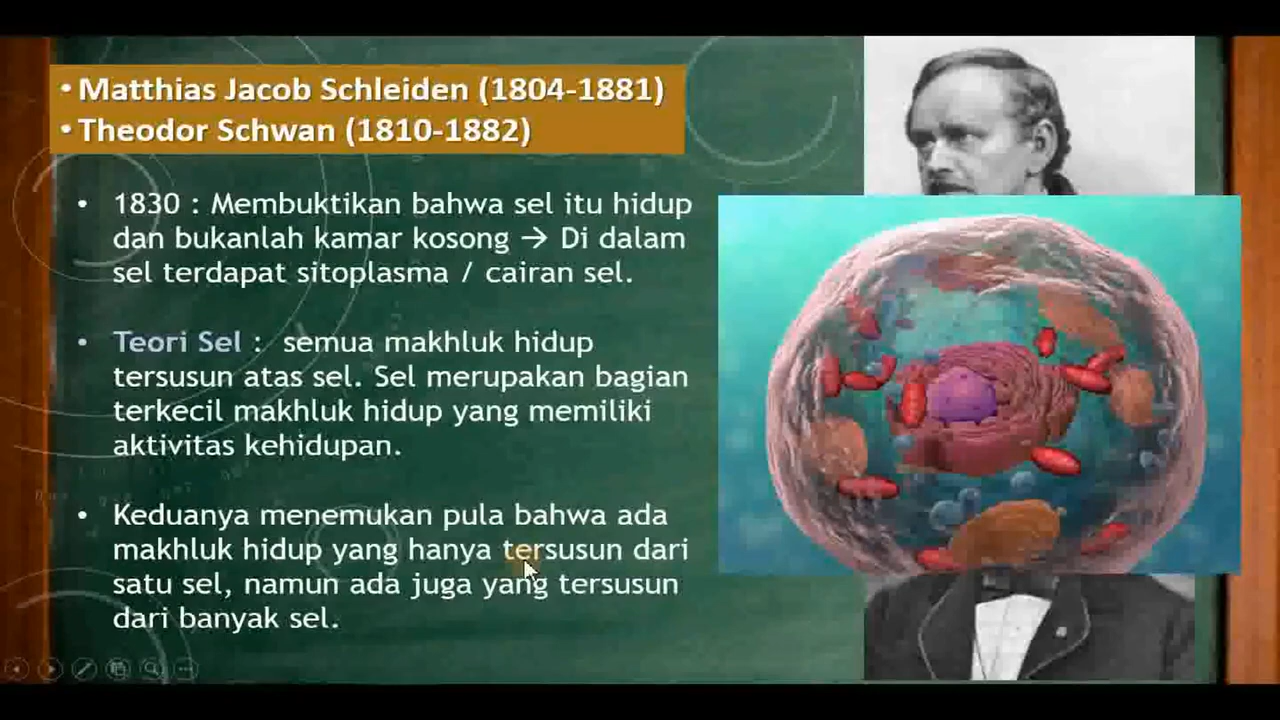 • Matthias Jacob Schleiden (1804-1881)
• Theodor Schwan (1810-1882)
• 1830 : Membuktikan bahwa sel itu hidup
dan bukanlah kamar kosong → Di dalam
sel terdapat sitoplasma / cairan sel.
• Teori Sel : semua makhluk hidup
tersusun atas sel. Sel merupakan bagian
terkecil makhluk hidup yang memiliki
aktivitas kehidupan.
• Keduanya menemukan pula bahwa ada
makhluk hidup yang hanya tersusun dari
satu sel, namun ada juga yang tersusun
dari banyak sel.